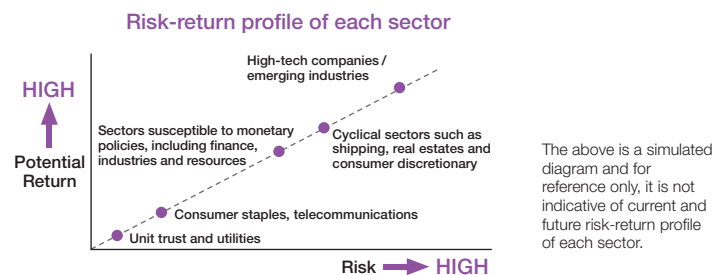 Risk-return profile of each sector
High-tech companies /
emerging industries
HIGH
Potential
Return
Sectors susceptible to monetary
policies, including finance,
industries and resources
Cyclical sectors such as
shipping, real estates and
consumer discretionary
Consumer staples, telecommunications
Unit trust and utilities
Risk HIGH
The above is a simulated
diagram and for
reference only, it is not
indicative of current and
future risk-return profile
of each sector.